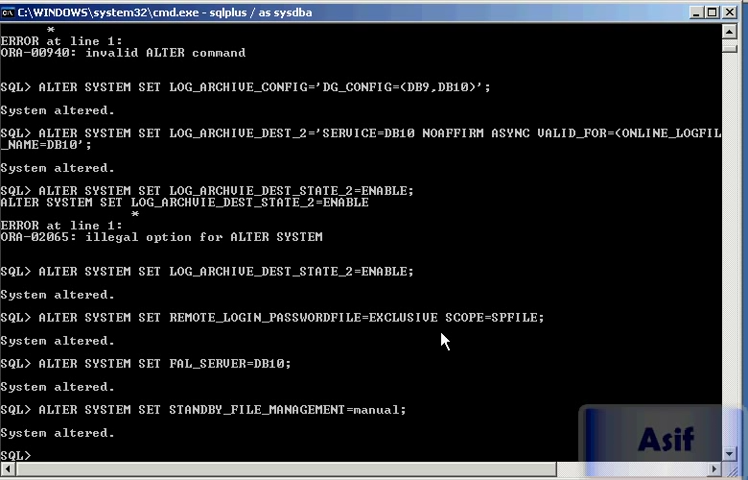 C:\WINDOWS\system32\cmd.exe - sqlplus / as sysdba
*
ERROR at line 1:
ORA-00940: invalid ALTER command
SQL> ALTER SYSTEM SET LOG_ARCHIVE_CONFIG='DG_CONFIG=(DB9,DB10)';
System altered.
SQL> ALTER SYSTEM SET LOG_ARCHIVE_DEST_2='SERVICE=DB10 NOAFFIRM ASYNC VALID_FOR=(ONLINE_LOGFIL
_NAME=DB10';
System altered.
SQL> ALTER SYSTEM SET LOG_ARCHVIE_DEST_STATE_2=ENABLE;
ALTER SYSTEM SET LOG_ARCHVIE_DEST_STATE_2=ENABLE
*
ERROR at line 1:
ORA-02065: illegal option for ALTER SYSTEM
SQL> ALTER SYSTEM SET LOG_ARCHIVE_DEST_STATE_2=ENABLE;
System altered.
SQL> ALTER SYSTEM SET REMOTE_LOGIN_PASSWORDFILE=EXCLUSIVE SCOPE=SPFILE;
System altered.
SQL> ALTER SYSTEM SET FAL_SERVER=DB10;
System altered.
SQL> ALTER SYSTEM SET STANDBY_FILE_MANAGEMENT=manual;
System altered.
SQL>
Asif